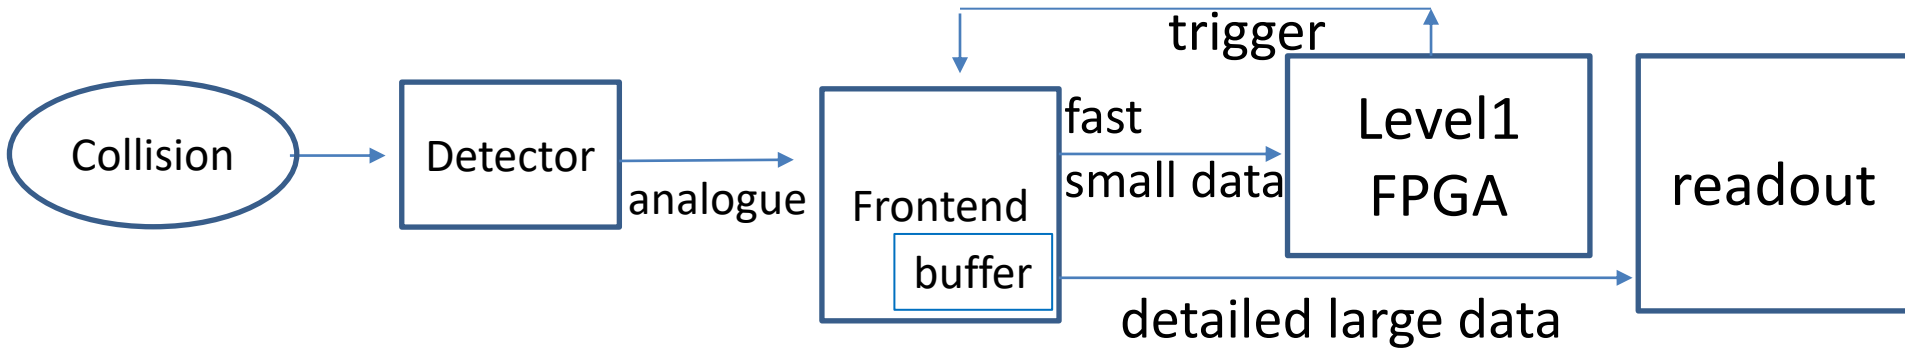 Collision
Detector
analogue
Frontend
buffer
trigger
fast
small data
Level1
FPGA
detailed large data
readout